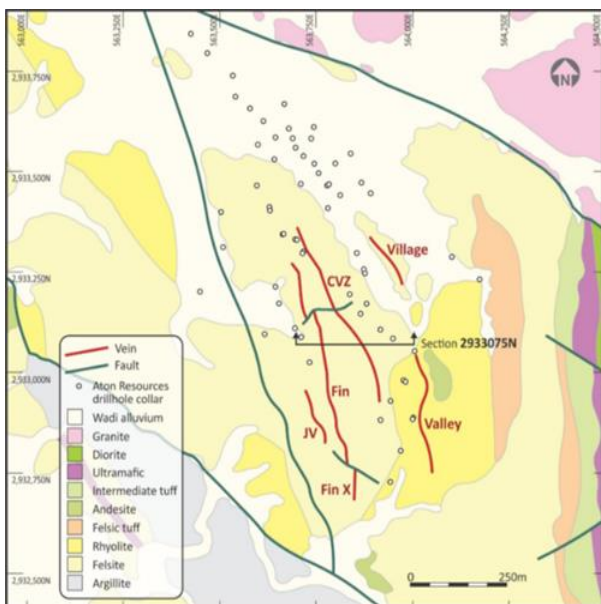 563,000E
563,250E
563,500E
563,750E
564,000E
564,250E
564,500E
2,933,750N
2,933,500N
2,933,250N
2,933,000N
2,932,750N
2,932,500N
N
Village
CVZ
Section 2933075N
Fin
JV
Valley
Fin X
Vein
Fault
Aton Resources
drillhole collar
Wadi alluvium
Granite
Diorite
Ultramafic
Intermediate tuff
Andesite
Felsic tuff
Rhyolite
Felsite
Argillite
0 250m